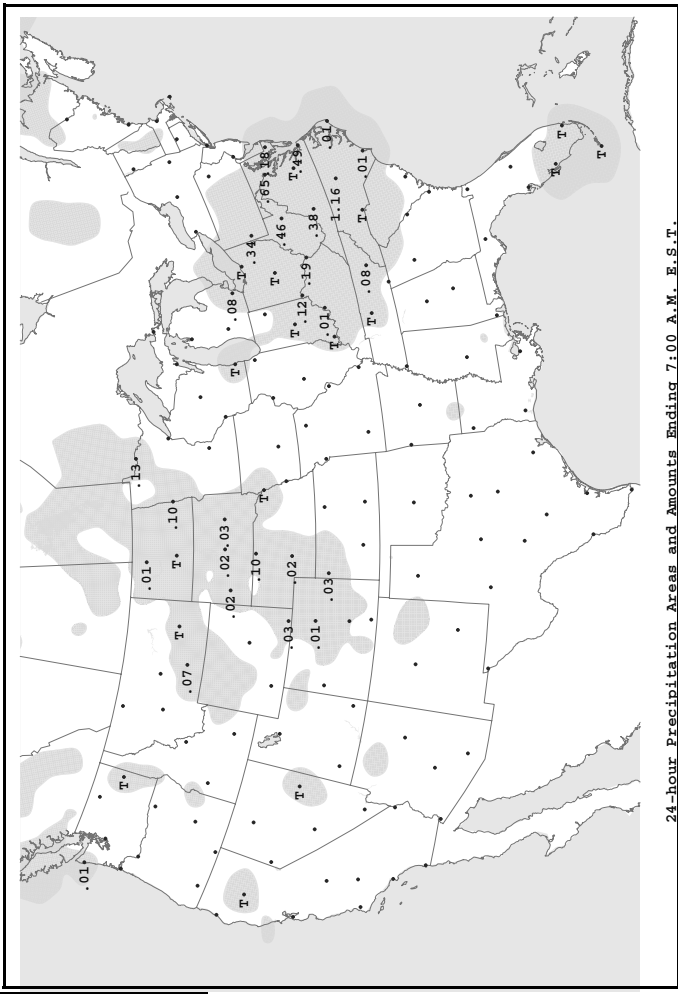 .01
T
.13
.01
.10
T
T
.07
.02 .03
.02
.08
T
T
T
.34
.10
T
.65 .18
T
.46
.03
.02
T .49
T
T
.12
.19
.38
.01
.01
.01
.03
T
1.16
T
.01
.08
T
T
T
T
24-hour Precipitation Areas and Amounts Ending 7:00 A.M. E.S.T.